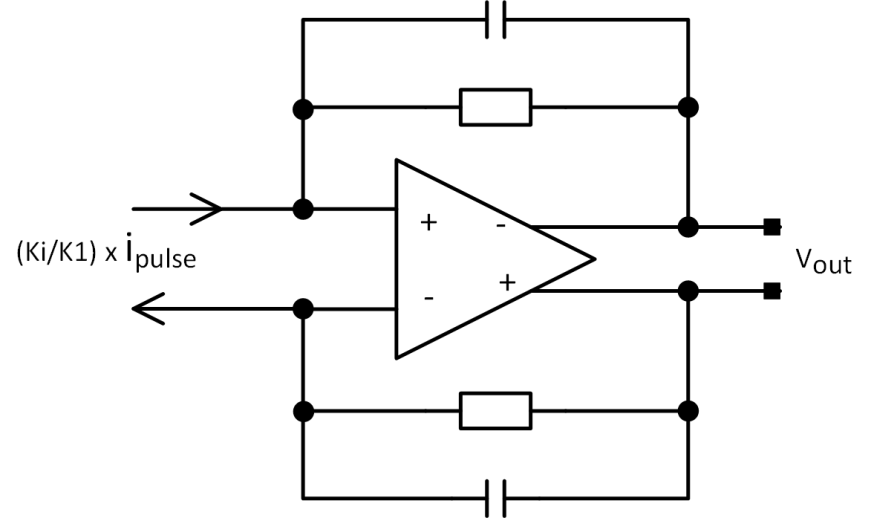 + -
(Ki/K1) x ipulse
Vout
- +